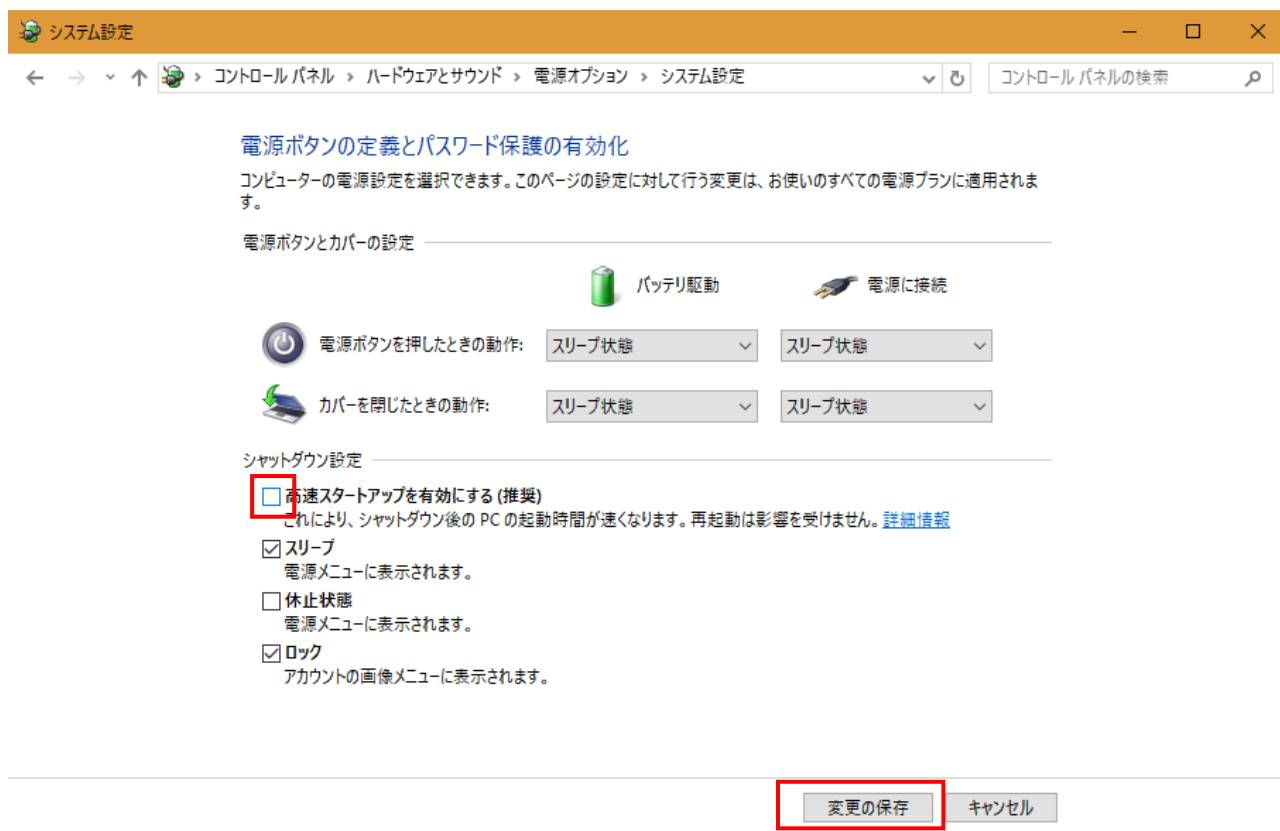 システム設定
コントロール パネル › ハードウェアとサウンド › 電源オプション › システム設定
コントロール パネルの検索
電源ボタンの定義とパスワード保護の有効化
コンピューターの電源設定を選択できます。このページの設定に対して行う変更は、お使いのすべての電源プランに適用されま
す。
電源ボタンとカバーの設定
バッテリ駆動 電源に接続
電源ボタンを押したときの動作: スリープ状態 スリープ状態
カバーを閉じたときの動作: スリープ状態 スリープ状態
シャットダウン設定
高速スタートアップを有効にする (推奨)
これにより、シャットダウン後の PC の起動時間が速くなります。再起動は影響を受けません。詳細情報
スリープ
電源メニューに表示されます。
休止状態
電源メニューに表示されます。
ロック
アカウントの画像メニューに表示されます。
変更の保存 キャンセル